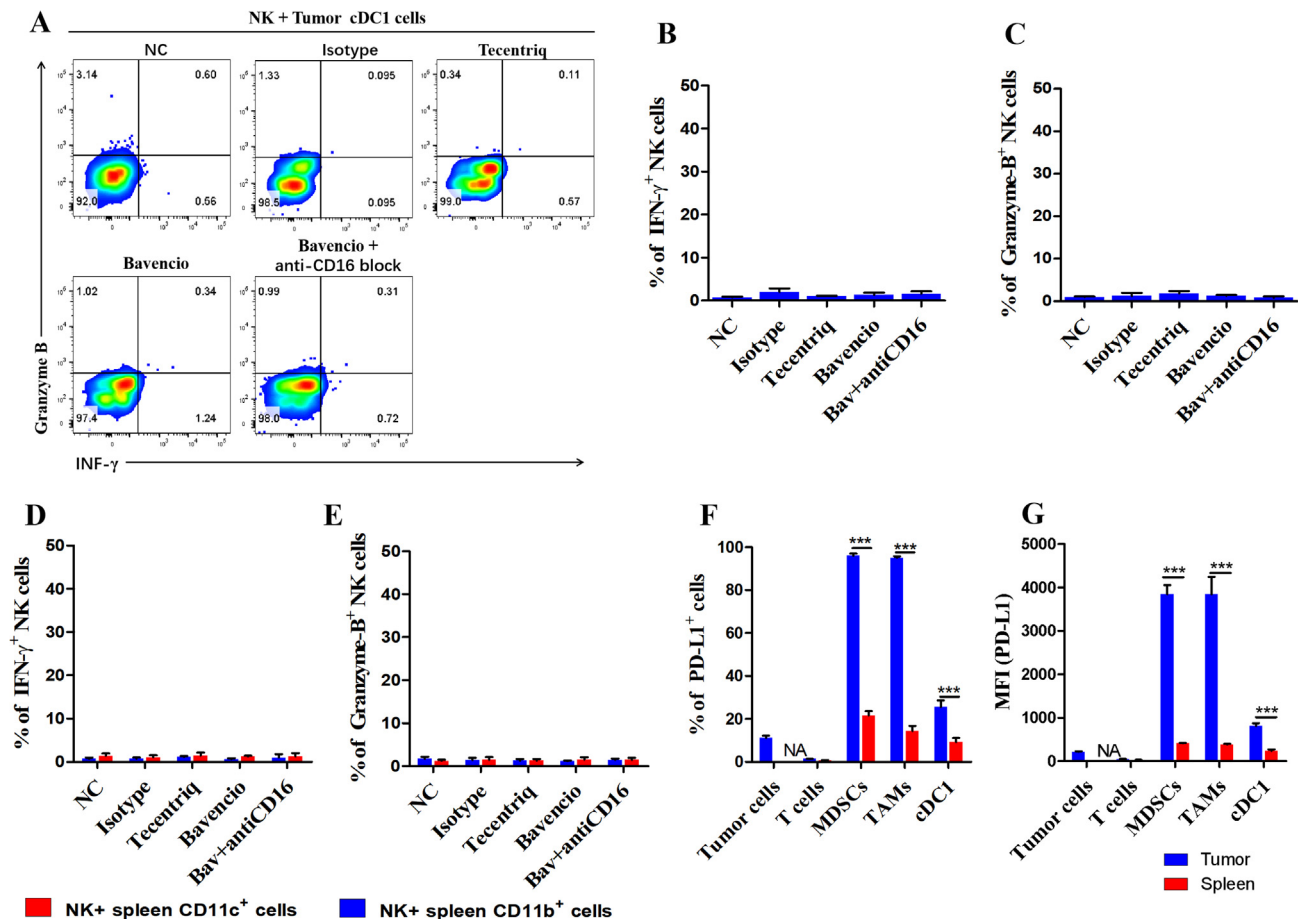 A
NK + Tumor cDC1 cells
NC
Isotype
Tecentriq
3.14 0.60
92.0 0.56
1.33 0.095
98.5 0.095
0.34 0.11
99.0 0.57
Bavencio
Bavencio +
anti-CD16 block
1.02 0.34
97.4 1.24
0.99 0.31
98.0 0.72
Granzyme B
INF-γ
B
% of IFN-γ+ NK cells
50
40
30
20
10
0
NC
Isotype
Tecentriq
Bavencio
Bav+antiCD16
C
% of Granzyme-B+ NK cells
50
40
30
20
10
0
NC
Isotype
Tecentriq
Bavencio
Bav+antiCD16
D
% of IFN-γ+ NK cells
50
40
30
20
10
0
NC
Isotype
Tecentriq
Bavencio
Bav+antiCD16
E
% of Granzyme-B+ NK cells
50
40
30
20
10
0
NC
Isotype
Tecentriq
Bavencio
Bav+antiCD16
NK+ spleen CD11c+ cells
NK+ spleen CD11b+ cells
F
% of PD-L1+ cells
100
80
60
40
20
0
NA
***
***
***
Tumor cells
T cells
MDSCs
TAMs
cDC1
G
MFI (PD-L1)
5000
4000
3000
2000
1000
0
NA
***
***
***
Tumor cells
T cells
MDSCs
TAMs
cDC1
Tumor
Spleen